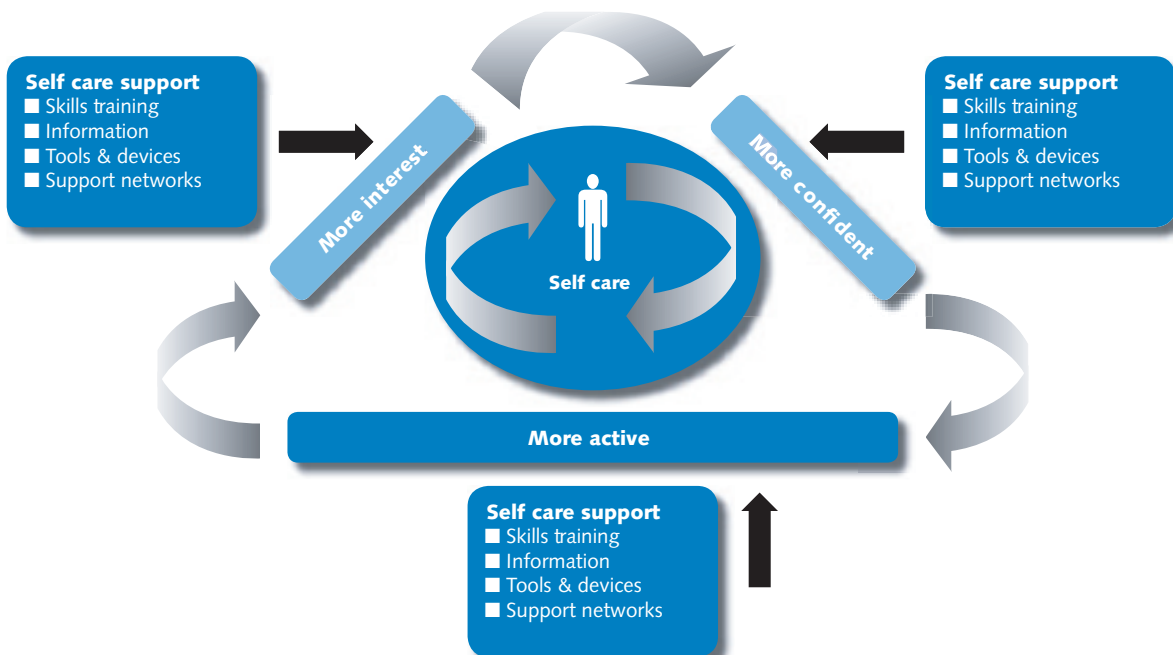 Self care support
■ Skills training
■ Information
■ Tools & devices
■ Support networks
More interest
Self care
More confident
Self care support
■ Skills training
■ Information
■ Tools & devices
■ Support networks
More active
Self care support
■ Skills training
■ Information
■ Tools & devices
■ Support networks